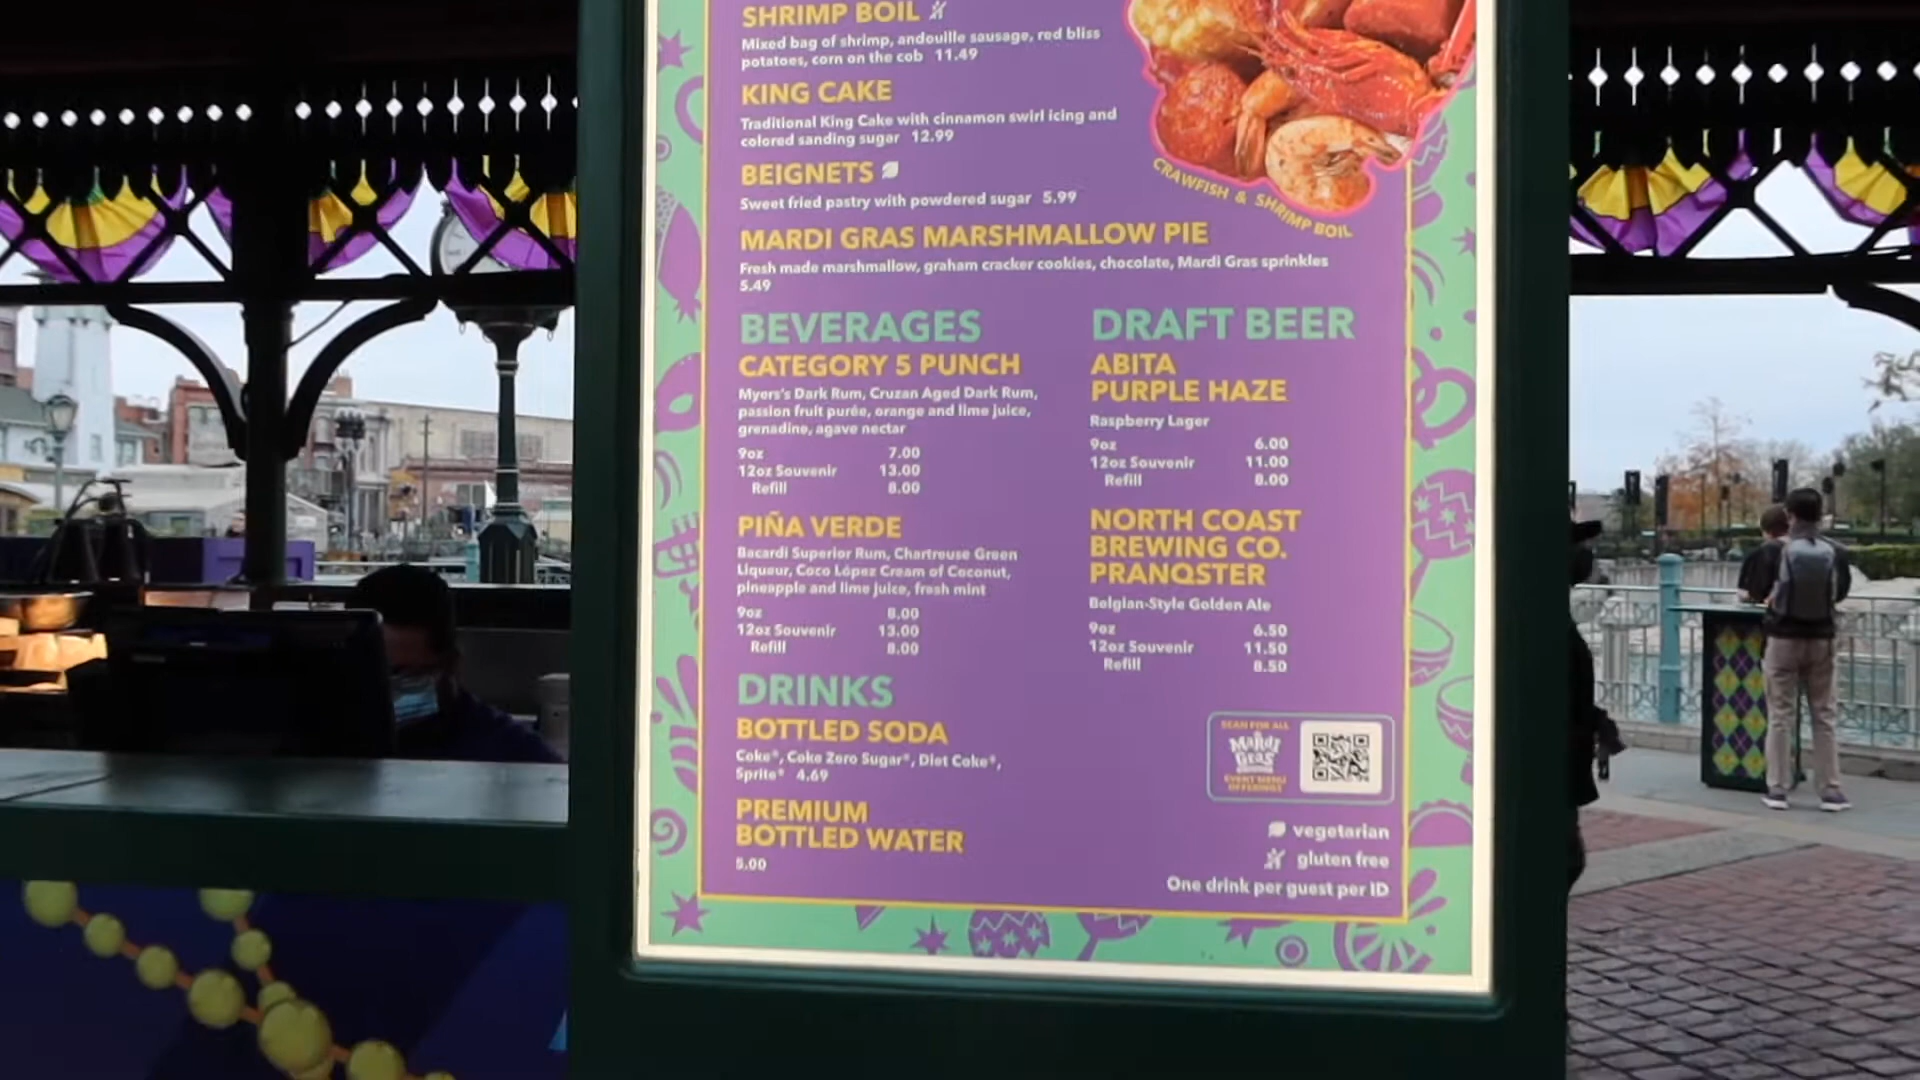 SHRIMP BOIL
Mixed bag of shrimp, andouille sausage, red bliss
potatoes, corn on the cob 11.49
KING CAKE
Traditional King Cake with cinnamon swirl icing and
colored sanding sugar 12.99
BEIGNETS
Sweet fried pastry with powdered sugar 5.99
CRAWFISH & SHRIMP BOIL
MARDI GRAS MARSHMALLOW PIE
Fresh made marshmallow, graham cracker cookies, chocolate, Mardi Gras sprinkles
5.49
BEVERAGES
CATEGORY 5 PUNCH
Myers's Dark Rum, Cruzan Aged Dark Rum,
passion fruit purée, orange and lime juice,
grenadine, agave nectar
9oz 7.00
12oz Souvenir 13.00
Refill 8.00
PIÑA VERDE
Bacardi Superior Rum, Chartreuse Green
Liqueur, Coco López Cream of Coconut,
pineapple and lime juice, fresh mint
9oz 8.00
12oz Souvenir 13.00
Refill 8.00
DRINKS
BOTTLED SODA
Coke®, Coke Zero Sugar®, Diet Coke®,
Sprite® 4.69
PREMIUM
BOTTLED WATER
5.00
DRAFT BEER
ABITA
PURPLE HAZE
Raspberry Lager
9oz 6.00
12oz Souvenir 11.00
Refill 8.00
NORTH COAST
BREWING CO.
PRANQSTER
Belgian-Style Golden Ale
9oz 6.50
12oz Souvenir 11.50
Refill 8.50
SCAN FOR ALL
Mardi
Gras
EVENT MENU
OFFERINGS
vegetarian
gluten free
One drink per guest per ID